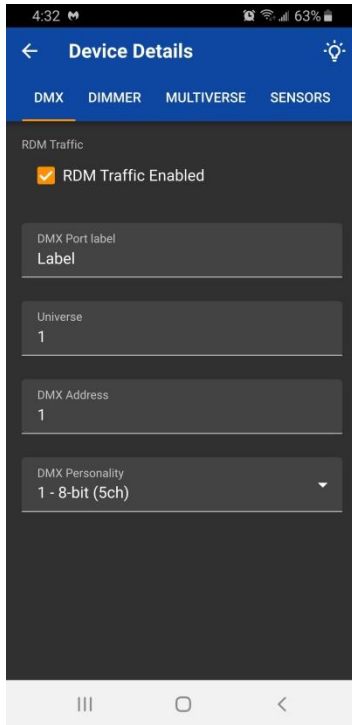 4:32 63%
Device Details
DMX DIMMER MULTIVERSE SENSORS
RDM Traffic
RDM Traffic Enabled
DMX Port label
Label
Universe
1
DMX Address
1
DMX Personality
1 - 8-bit (5ch)